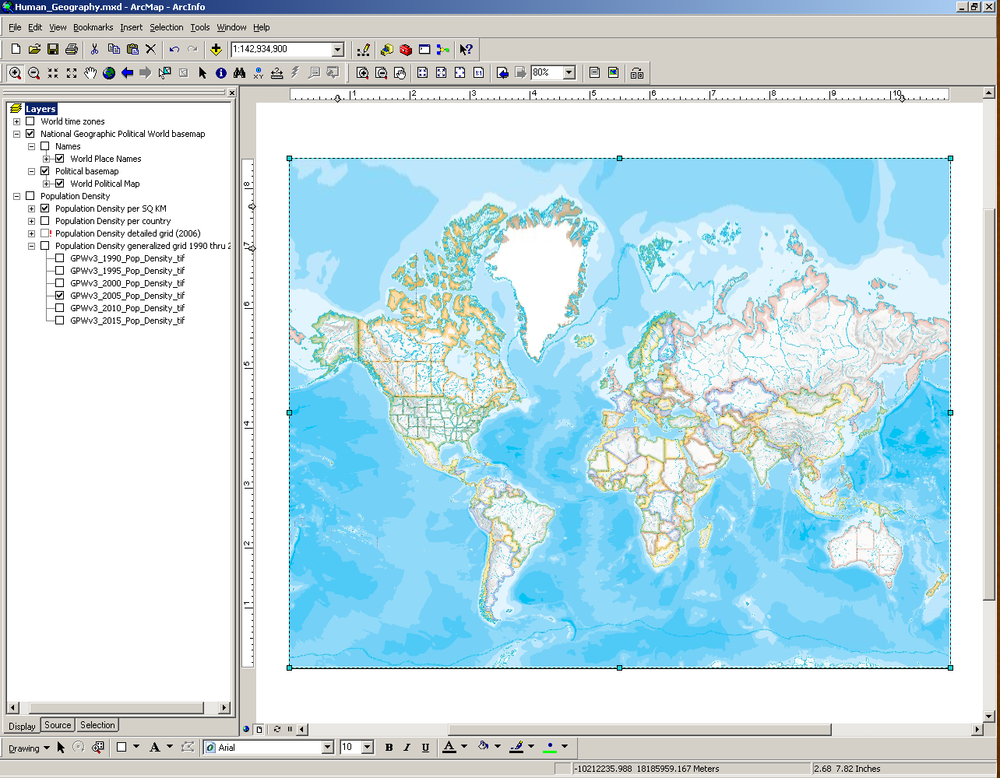 Human_Geography.mxd - ArcMap - ArcInfo
File Edit View Bookmarks Insert Selection Tools Window Help
1:142,934,900
80%
Layers
World time zones
National Geographic Political World basemap
Names
World Place Names
Political basemap
World Political Map
Population Density
Population Density per SQ KM
Population Density per country
Population Density detailed grid (2006)
Population Density generalized grid 1990 thru 2
GPWv3_1990_Pop_Density_tif
GPWv3_1995_Pop_Density_tif
GPWv3_2000_Pop_Density_tif
GPWv3_2005_Pop_Density_tif
GPWv3_2010_Pop_Density_tif
GPWv3_2015_Pop_Density_tif
1 2 3 4 5 6 7 8 9 10
8
7
6
5
4
3
2
1
Display Source Selection
Drawing A Arial 10 B I U A
-10212235.988 18185959.167 Meters 2.68 7.82 Inches